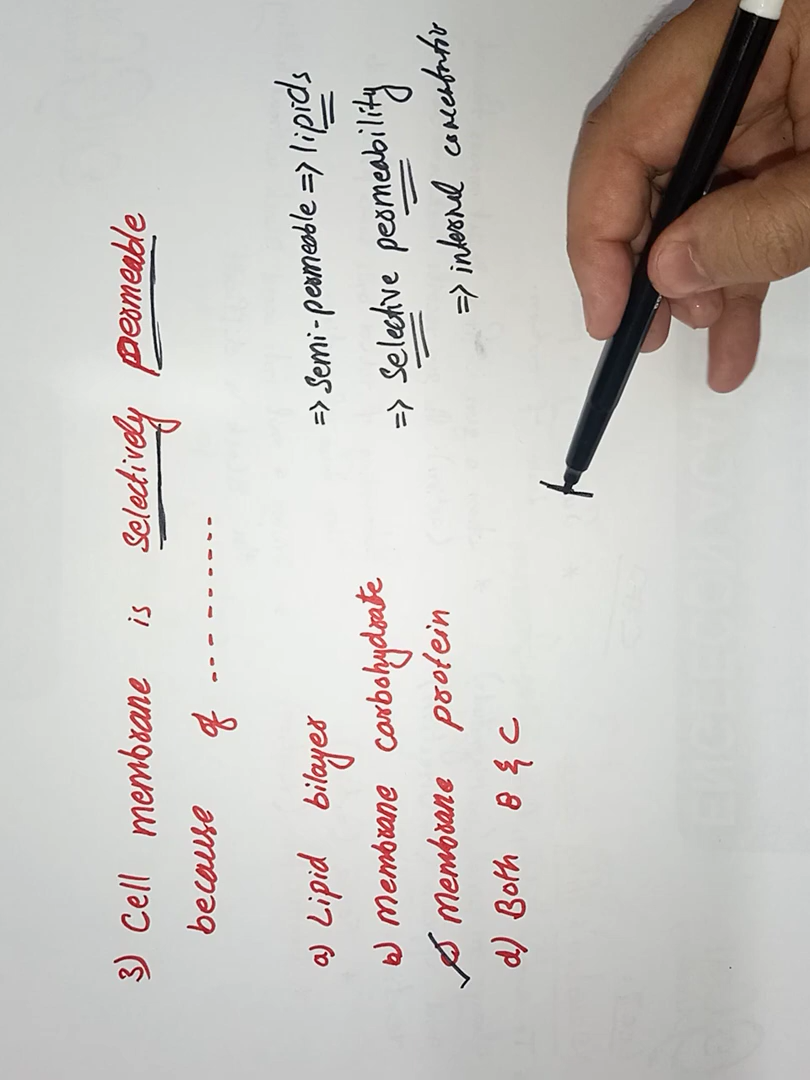 3) Cell membrane is Selectively permeable
because of ..........
a) Lipid bilayer
b) membrane carbohydrate
c) membrane protein
d) Both B & C
=> Semi-permeable => lipids
=> Selective permeability
=> internal